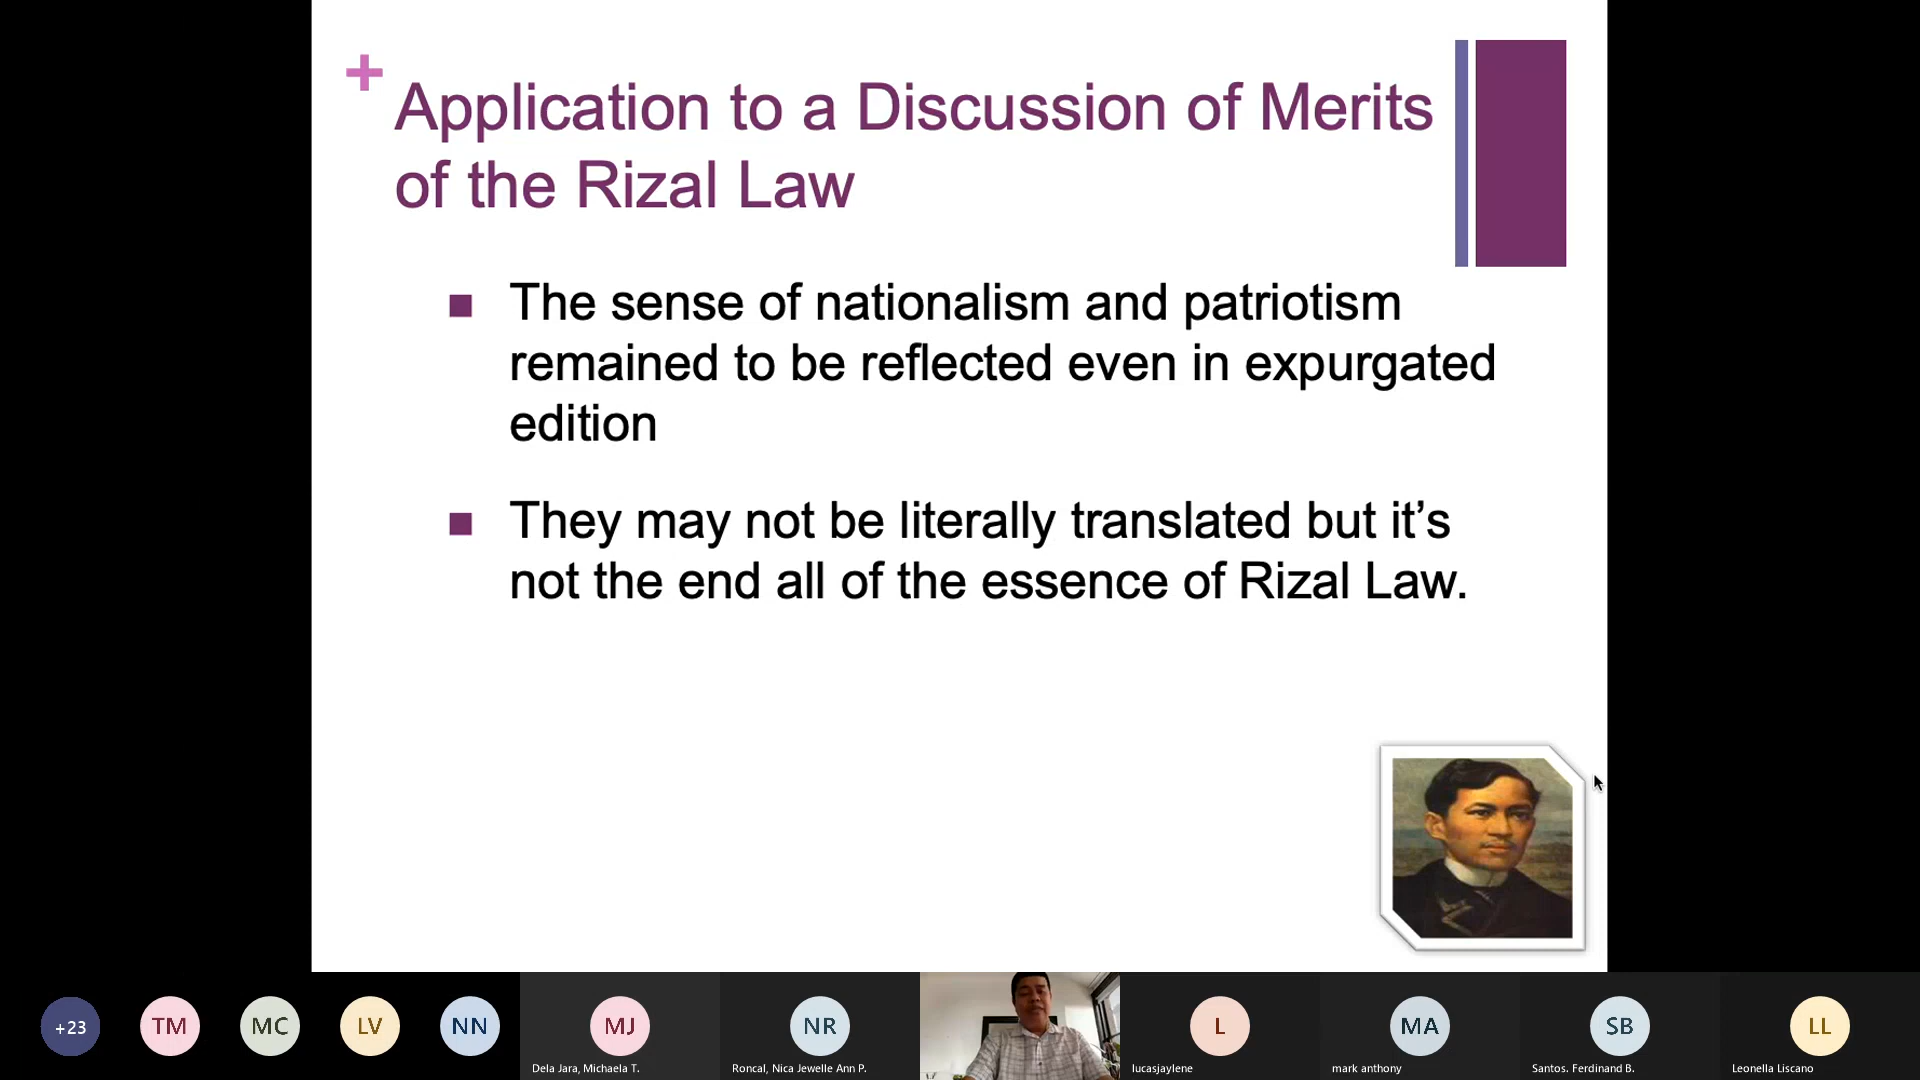 +
Application to a Discussion of Merits
of the Rizal Law
The sense of nationalism and patriotism
remained to be reflected even in expurgated
edition
They may not be literally translated but it’s
not the end all of the essence of Rizal Law.
+23
TM
MC
LV
NN
MJ
Dela Jara, Michaela T.
NR
Roncal, Nica Jewelle Ann P.
L
lucasjaylene
MA
mark anthony
SB
Santos. Ferdinand B.
LL
Leonella Liscano